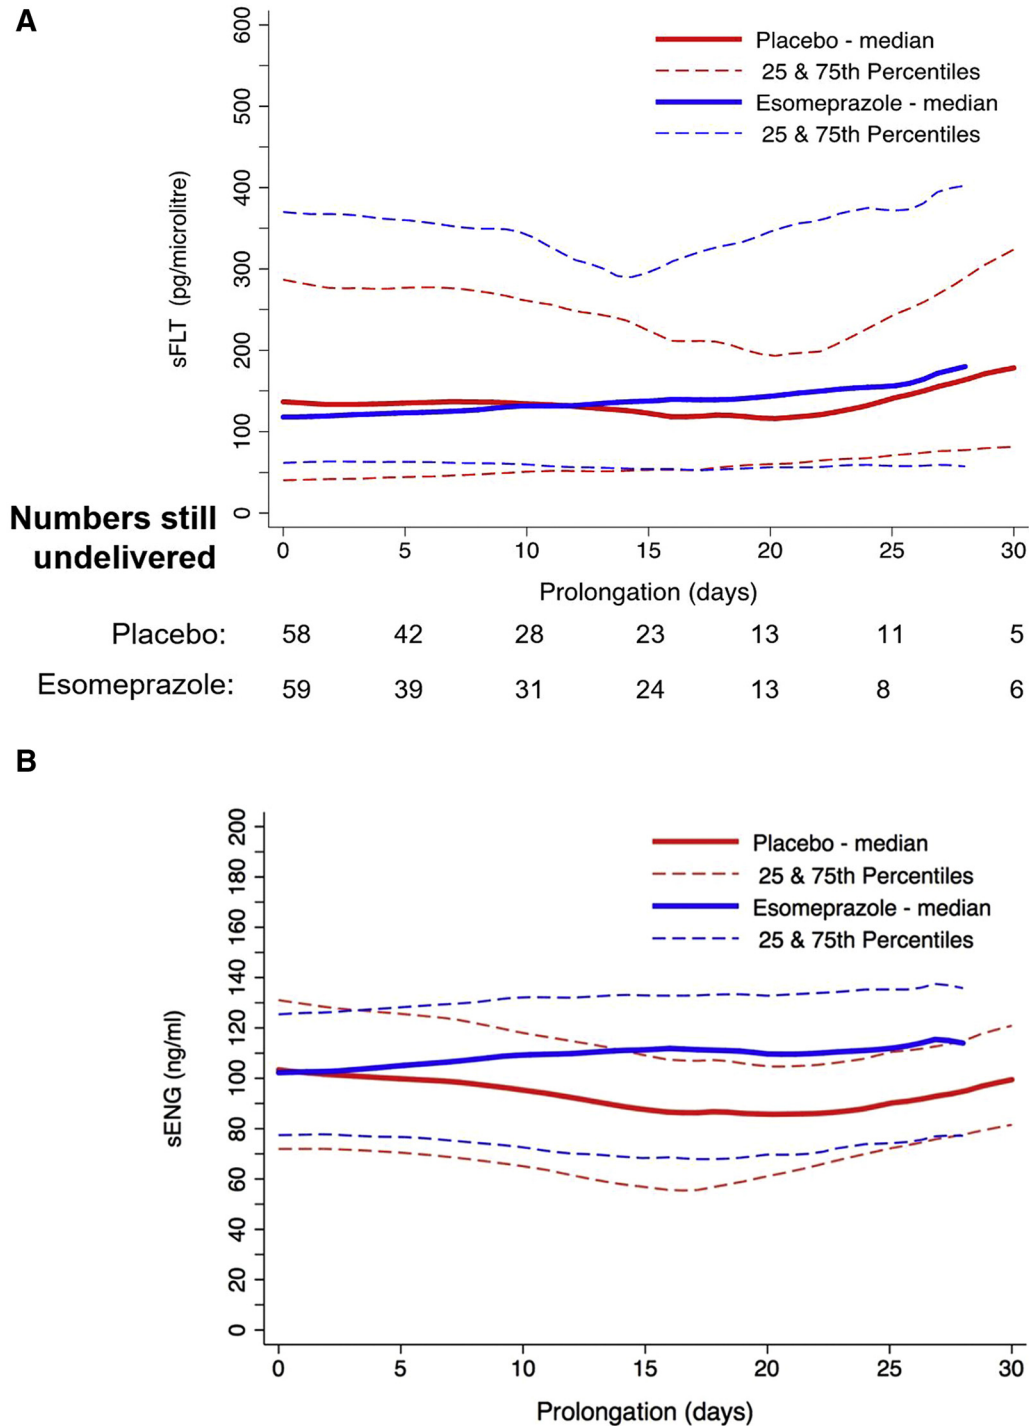 A
600
500
400
300
200
100
0
sFLT (pg/microlitre)
Placebo - median
25 & 75th Percentiles
Esomeprazole - median
25 & 75th Percentiles
0 5 10 15 20 25 30
Prolongation (days)
Numbers still
undelivered
Placebo: 58 42 28 23 13 11 5
Esomeprazole: 59 39 31 24 13 8 6
B
200
180
160
140
120
100
80
60
40
20
0
sENG (ng/ml)
Placebo - median
25 & 75th Percentiles
Esomeprazole - median
25 & 75th Percentiles
0 5 10 15 20 25 30
Prolongation (days)